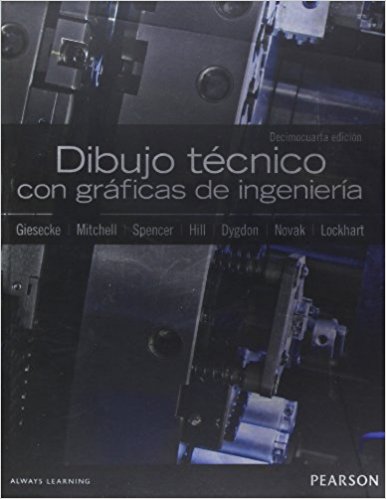 Decimocuarta edición
Dibujo técnico
con gráficas de ingeniería
Giesecke | Mitchell | Spencer | Hill | Dygdon | Novak | Lockhart
ALWAYS LEARNING
PEARSON